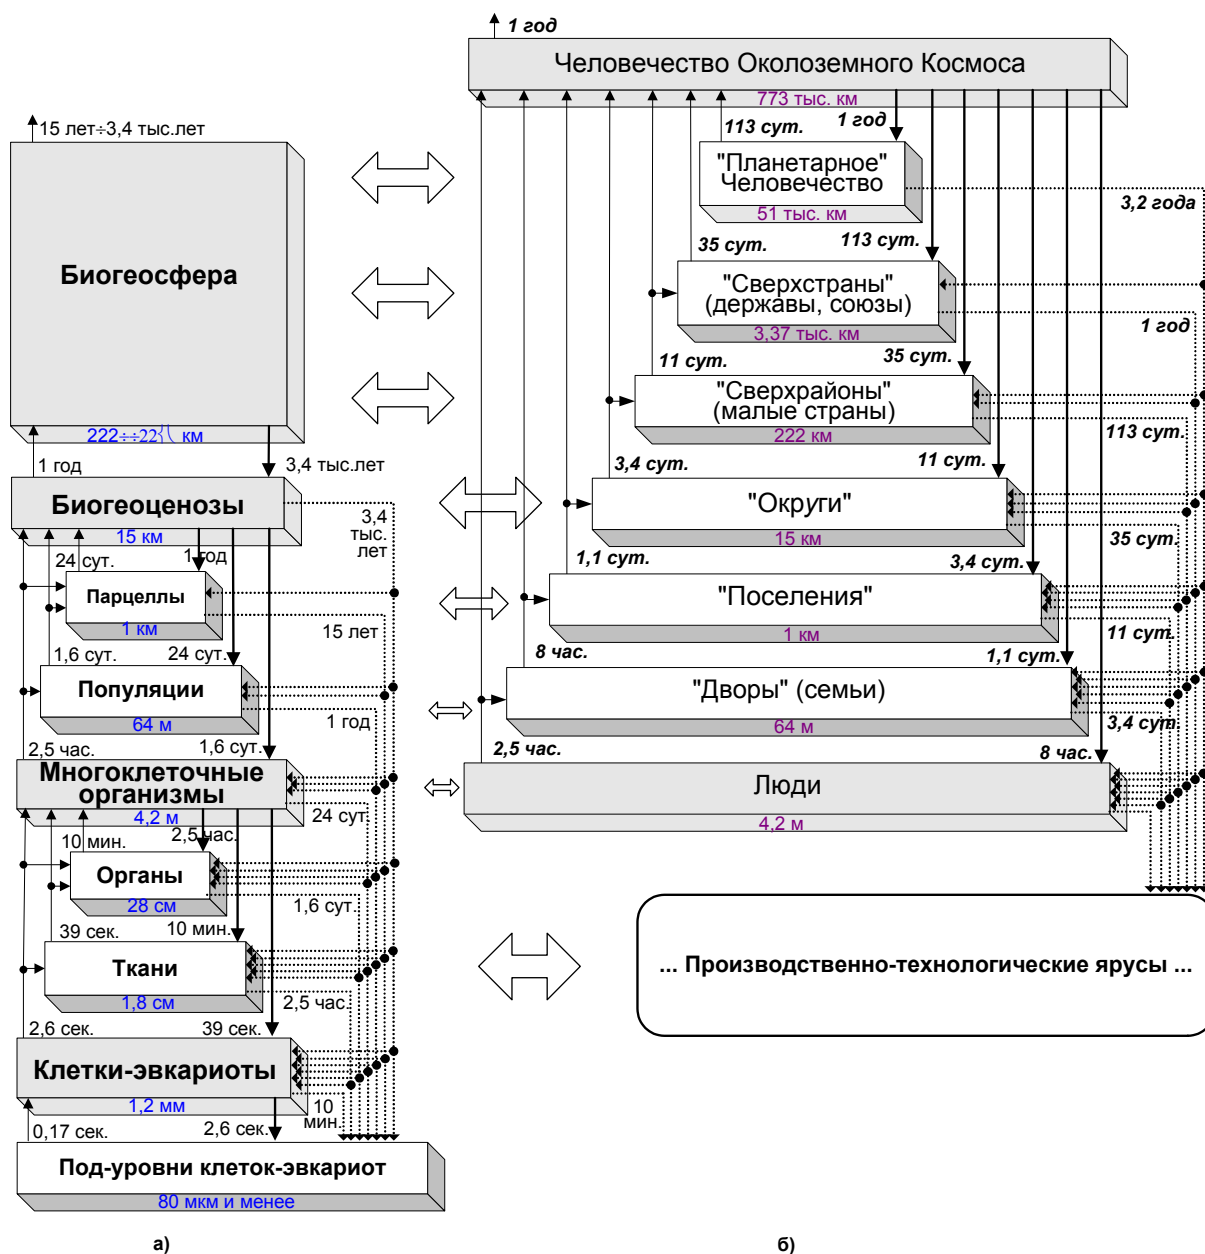 1 год
Человечество Околоземного Космоса
773 тыс. км
113 сут.
1 год
"Планетарное"
Человечество
51 тыс. км
3,2 года
35 сут.
113 сут.
"Сверхстраны"
(державы, союзы)
3,37 тыс. км
1 год
11 сут.
35 сут.
"Сверхрайоны"
(малые страны)
222 км
113 сут.
3,4 сут.
11 сут.
"Округи"
15 км
35 сут.
1,1 сут.
3,4 сут.
"Поселения"
1 км
11 сут.
8 час.
1,1 сут.
"Дворы" (семьи)
64 м
3,4 сут
2,5 час.
8 час.
Люди
4,2 м
... Производственно-технологические ярусы ...
б)
15 лет÷3,4 тыс.лет
Биогеосфера
222÷÷22 км
1 год
3,4 тыс.лет
Биогеоценозы
15 км
3,4
тыс.
лет
24 сут.
1 год
Парцеллы
1 км
15 лет
1,6 сут.
24 сут.
Популяции
64 м
1 год
2,5 час.
1,6 сут.
Многоклеточные
организмы
4,2 м
24 сут
10 мин.
2,5 час.
Органы
28 см
1,6 сут.
39 сек.
10 мин.
Ткани
1,8 см
2,5 час.
2,6 сек.
39 сек.
Клетки-эвкариоты
1,2 мм
10
мин.
0,17 сек.
2,6 сек.
Под-уровни клеток-эвкариот
80 мкм и менее
а)